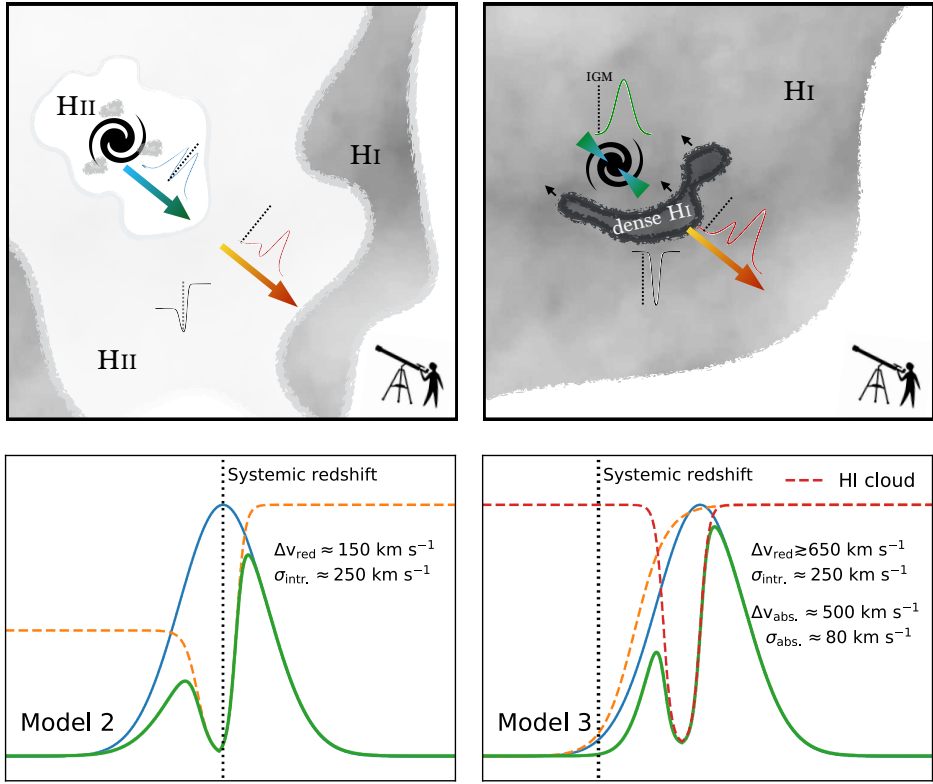 HII
HI
HII
IGM
HI
dense HI
Systemic redshift
Δv_red ≈ 150 km s⁻¹
σ_intr. ≈ 250 km s⁻¹
Model 2
Systemic redshift
HI cloud
Δv_red ≳ 650 km s⁻¹
σ_intr. ≈ 250 km s⁻¹
Δv_abs. ≈ 500 km s⁻¹
σ_abs. ≈ 80 km s⁻¹
Model 3